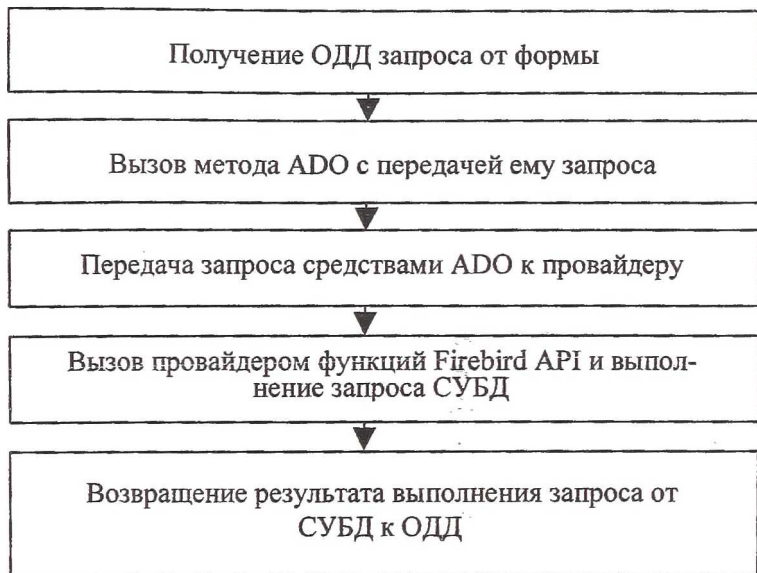 Получение ОДД запроса от формы
Вызов метода ADO с передачей ему запроса
Передача запроса средствами ADO к провайдеру
Вызов провайдером функций Firebird API и выпол-
нение запроса СУБД
Возвращение результата выполнения запроса от
СУБД к ОДД